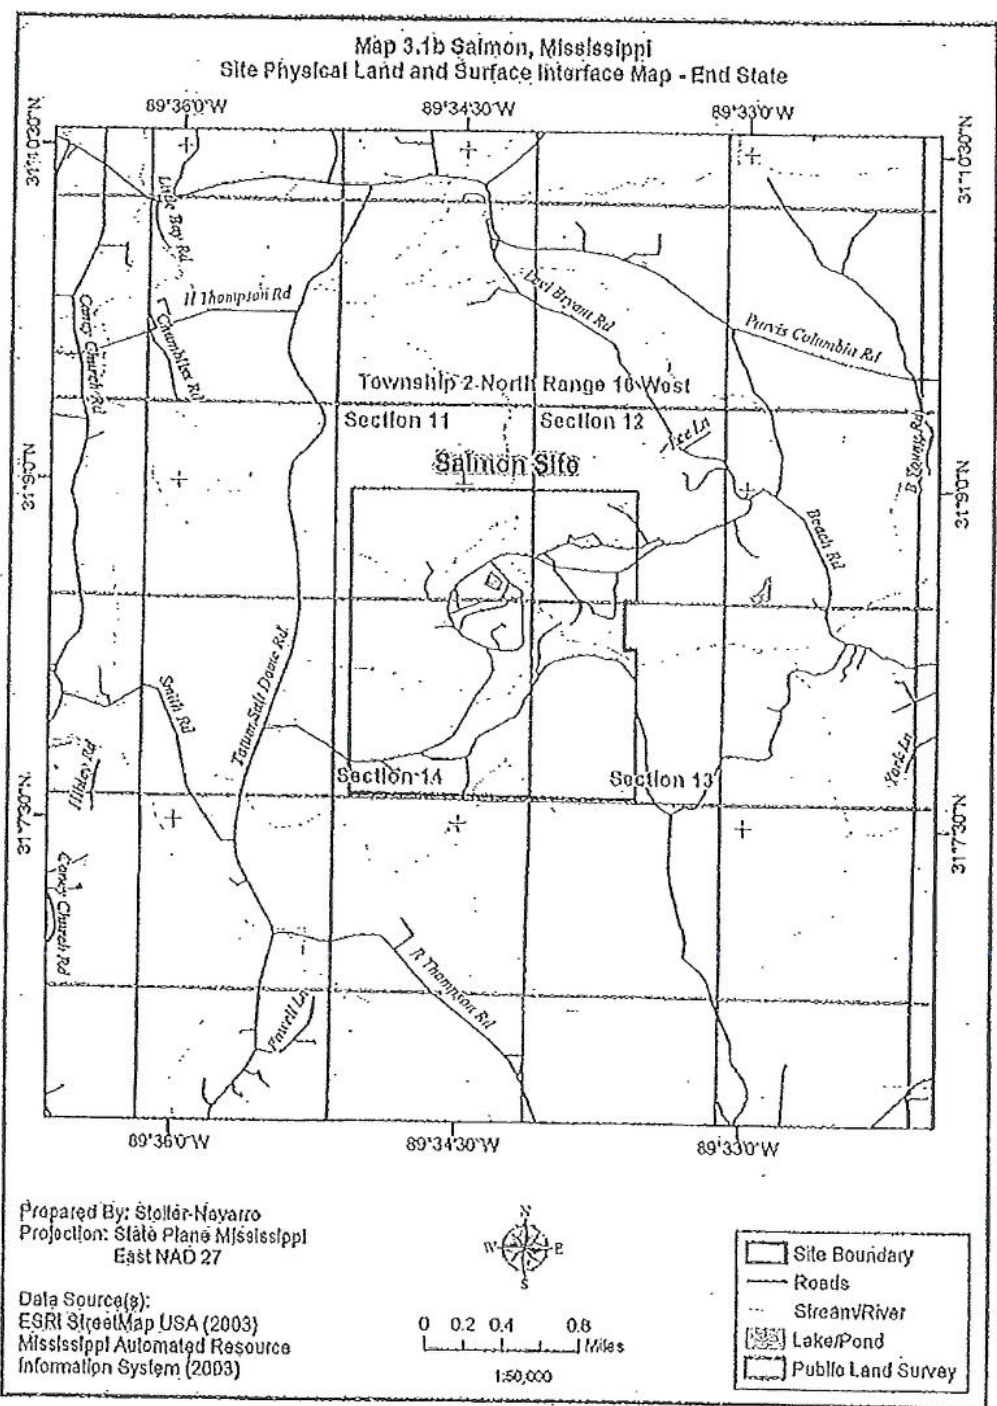 Map 3.1b Salmon, Mississippi
Site Physical Land and Surface Interface Map - End State
89°36'0"W
89°34'30"W
89°33'0"W
31°10'30"N
31°10'30"N
Little Bay Rd
H Thompson Rd
Levi Bryant Rd
Caney Church Rd
Chambliss Rd
Purvis Columbia Rd
Township 2 North Range 16 West
Section 11
Section 12
Lee Ln
B Young Rd
Salmon Site
31°9'0"N
31°9'0"N
Beach Rd
Tatum Salt Dome Rd
Smith Rd
York Ln
Section 14
Section 13
31°7'30"N
31°7'30"N
Caney Church Rd
R Thompson Rd
Powell Ln
89°36'0"W
89°34'30"W
89°33'0"W
Prepared By: Stoller-Navarro
Projection: State Plane Mississippi
East NAD 27
Data Source(s):
ESRI StreetMap USA (2003)
Mississippi Automated Resource
Information System (2003)
N
W
E
S
0 0.2 0.4 0.8
Miles
1:50,000
Site Boundary
Roads
Stream/River
Lake/Pond
Public Land Survey